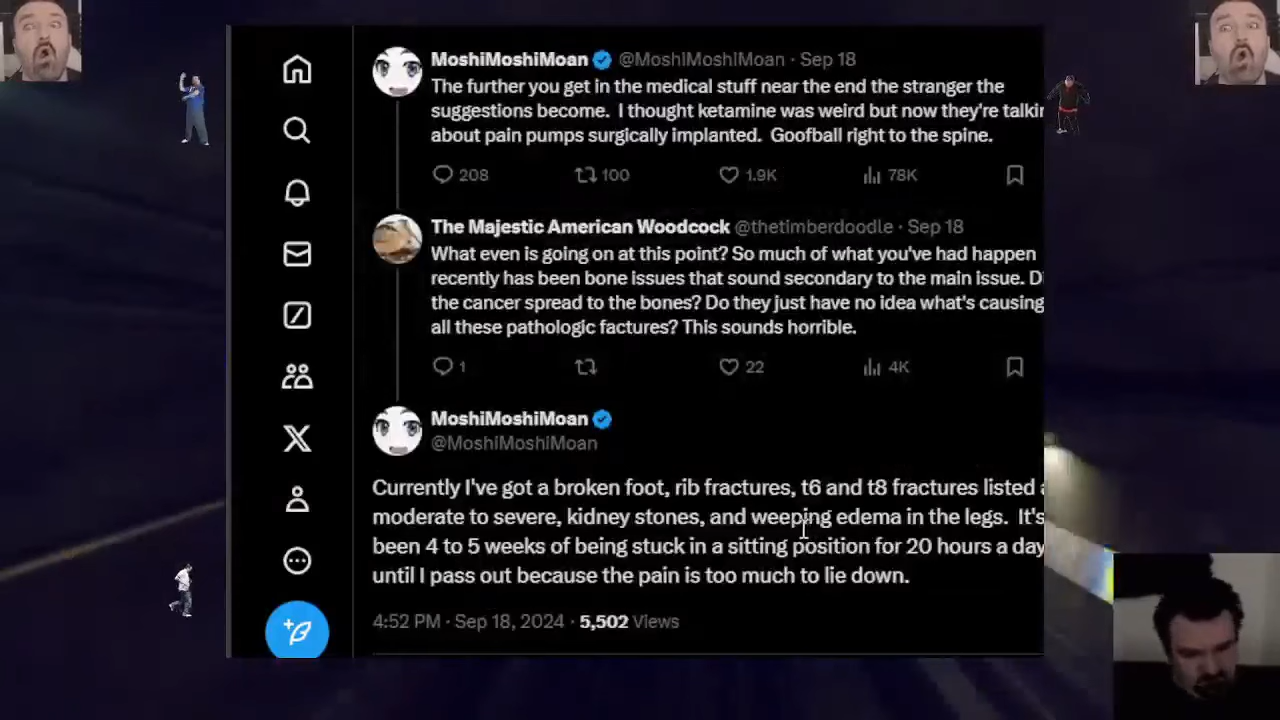 MoshiMoshiMoan @MoshiMoshiMoan · Sep 18
The further you get in the medical stuff near the end the stranger the
suggestions become. I thought ketamine was weird but now they're
about pain pumps surgically implanted. Goofball right to the spine.
208 100 1.9K 78K
The Majestic American Woodcock @thetimberdoodle · Sep 18
What even is going on at this point? So much of what you've had happen
recently has been bone issues that sound secondary to the main issue.
the cancer spread to the bones? Do they just have no idea what's causing
all these pathologic factures? This sounds horrible.
1 22 4K
MoshiMoshiMoan
@MoshiMoshiMoan
Currently I've got a broken foot, rib fractures, t6 and t8 fractures listed
moderate to severe, kidney stones, and weeping edema in the legs. It's
been 4 to 5 weeks of being stuck in a sitting position for 20 hours a day
until I pass out because the pain is too much to lie down.
4:52 PM · Sep 18, 2024 · 5,502 Views